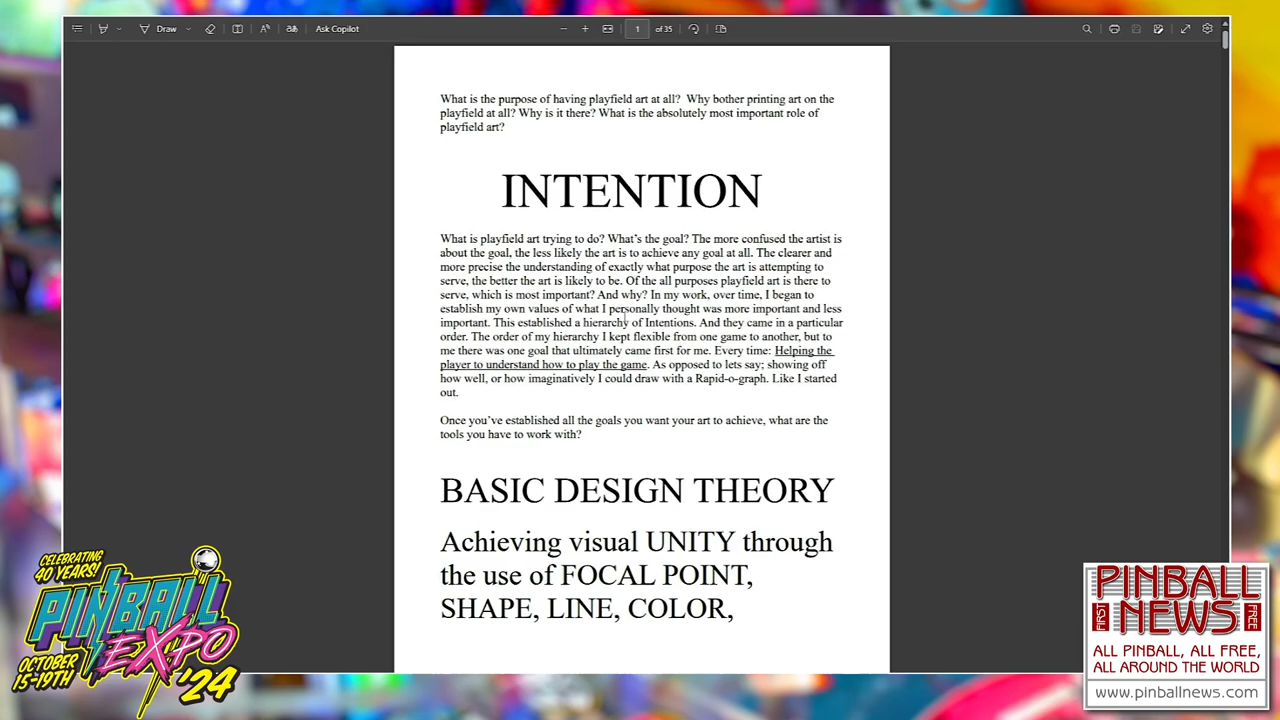 Draw
Ask Copilot
1 of 35
What is the purpose of having playfield art at all?  Why bother printing art on the
playfield at all? Why is it there? What is the absolutely most important role of
playfield art?
INTENTION
What is playfield art trying to do? What's the goal? The more confused the artist is
about the goal, the less likely the art is to achieve any goal at all. The clearer and
more precise the understanding of exactly what purpose the art is attempting to
serve, the better the art is likely to be. Of the all purposes playfield art is there to
serve, which is most important? And why? In my work, over time, I began to
establish my own values of what I personally thought was more important and less
important. This established a hierarchy of Intentions. And they came in a particular
order. The order of my hierarchy I kept flexible from one game to another, but to
me there was one goal that ultimately came first for me. Every time: Helping the
player to understand how to play the game. As opposed to lets say; showing off
how well, or how imaginatively I could draw with a Rapid-o-graph. Like I started
out.
Once you've established all the goals you want your art to achieve, what are the
tools you have to work with?
BASIC DESIGN THEORY
Achieving visual UNITY through
the use of FOCAL POINT,
SHAPE, LINE, COLOR,
CELEBRATING
40 YEARS!
PINBALL
EXPO
OCTOBER
15-19TH
'24
PINBALL
NEWS
FIRST
FREE
ALL PINBALL, ALL FREE,
ALL AROUND THE WORLD
www.pinballnews.com